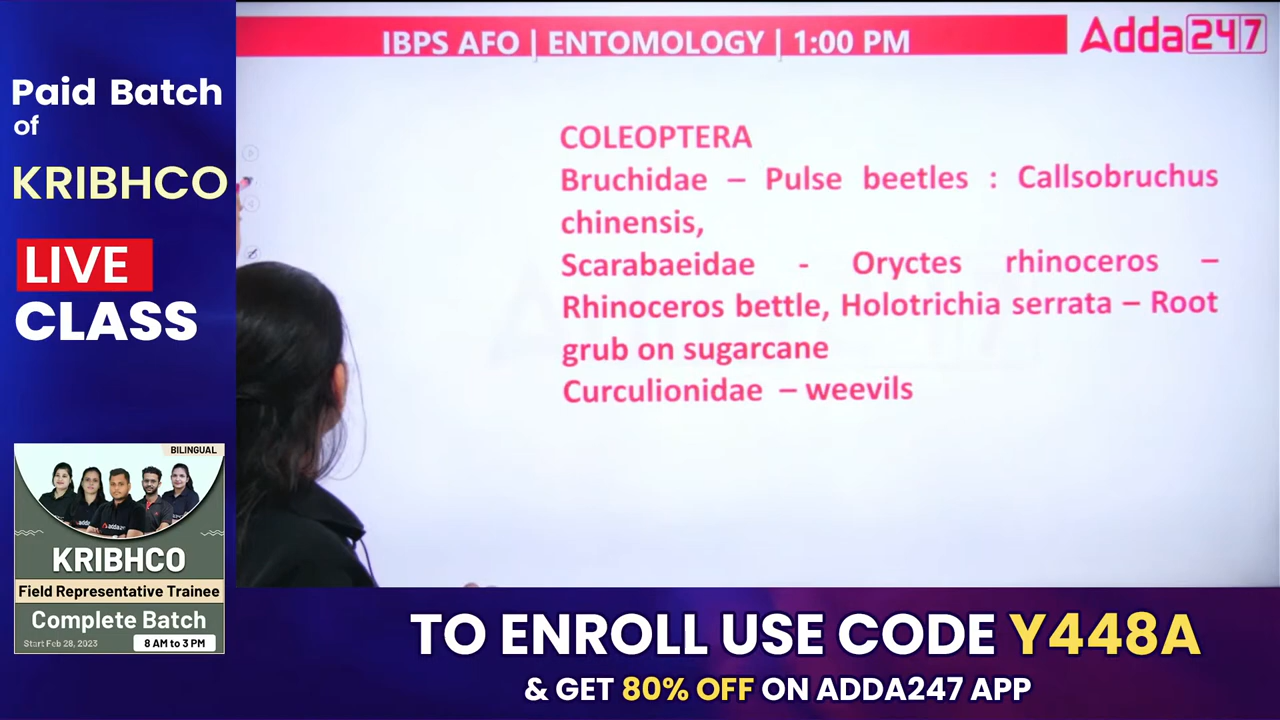 Paid Batch
of
KRIBHCO
LIVE
CLASS
BILINGUAL
adda247
KRIBHCO
Field Representative Trainee
Complete Batch
Start Feb 28, 2023
8 AM to 3 PM
IBPS AFO | ENTOMOLOGY | 1:00 PM
Adda247
COLEOPTERA
Bruchidae – Pulse beetles : Callsobruchus
chinensis,
Scarabaeidae - Oryctes rhinoceros –
Rhinoceros bettle, Holotrichia serrata – Root
grub on sugarcane
Curculionidae – weevils
TO ENROLL USE CODE Y448A
& GET 80% OFF ON ADDA247 APP